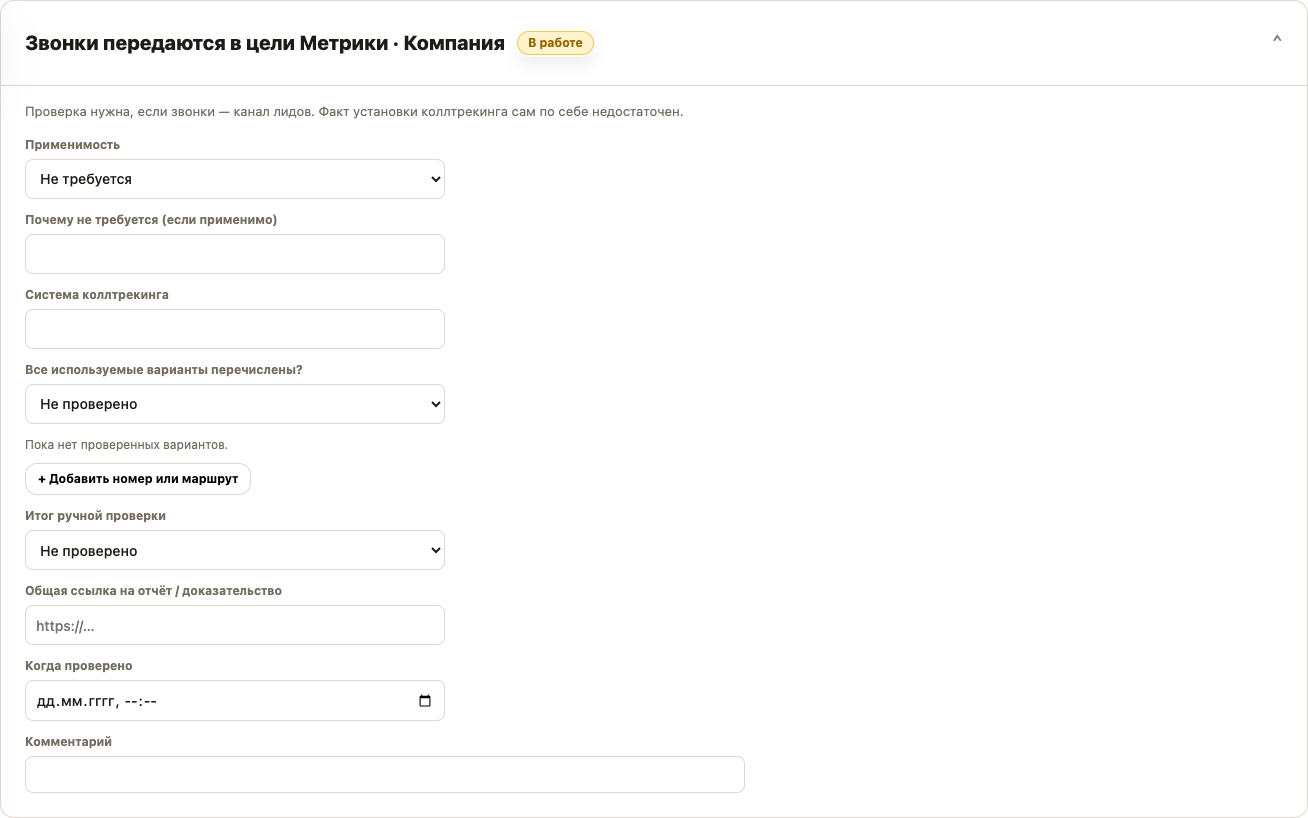 Звонки передаются в цели Метрики · Компания В работе
Проверка нужна, если звонки — канал лидов. Факт установки коллтрекинга сам по себе недостаточен.
Применимость
Не требуется
Почему не требуется (если применимо)
Система коллтрекинга
Все используемые варианты перечислены?
Не проверено
Пока нет проверенных вариантов.
+ Добавить номер или маршрут
Итог ручной проверки
Не проверено
Общая ссылка на отчёт / доказательство
https://...
Когда проверено
дд.мм.гггг, --:--
Комментарий